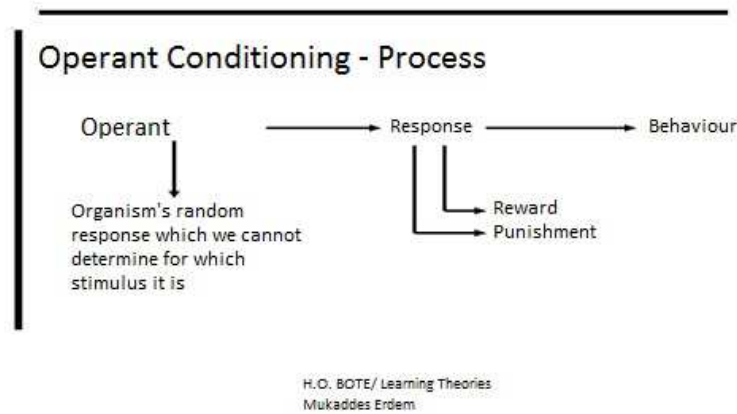 Operant Conditioning - Process
Operant
Response
Behaviour
Organism's random
response which we cannot
determine for which
stimulus it is
Reward
Punishment
H.O. BOTE/ Learning Theories
Mukaddes Erdem